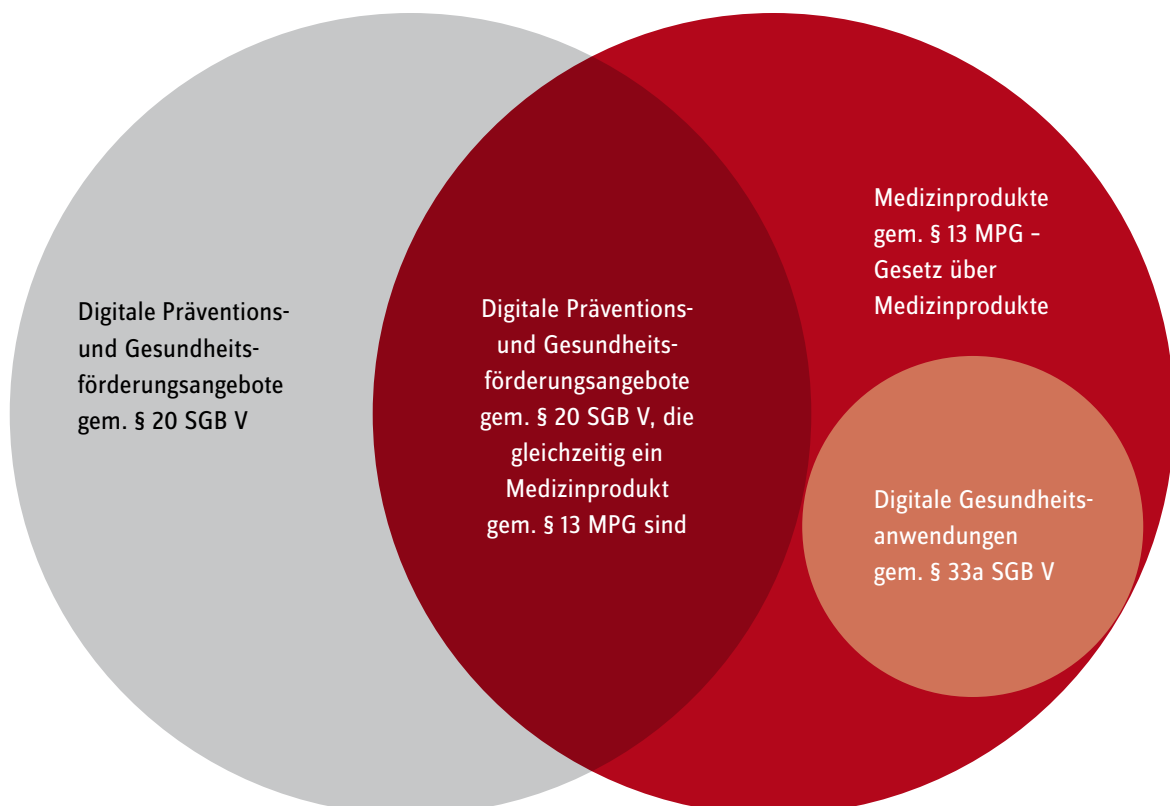 Digitale Präventions-
und Gesundheits-
förderungsangebote
gem. § 20 SGB V
Digitale Präventions-
und Gesundheits-
förderungsangebote
gem. § 20 SGB V, die
gleichzeitig ein
Medizinprodukt
gem. § 13 MPG sind
Medizinprodukte
gem. § 13 MPG –
Gesetz über
Medizinprodukte
Digitale Gesundheits-
anwendungen
gem. § 33a SGB V